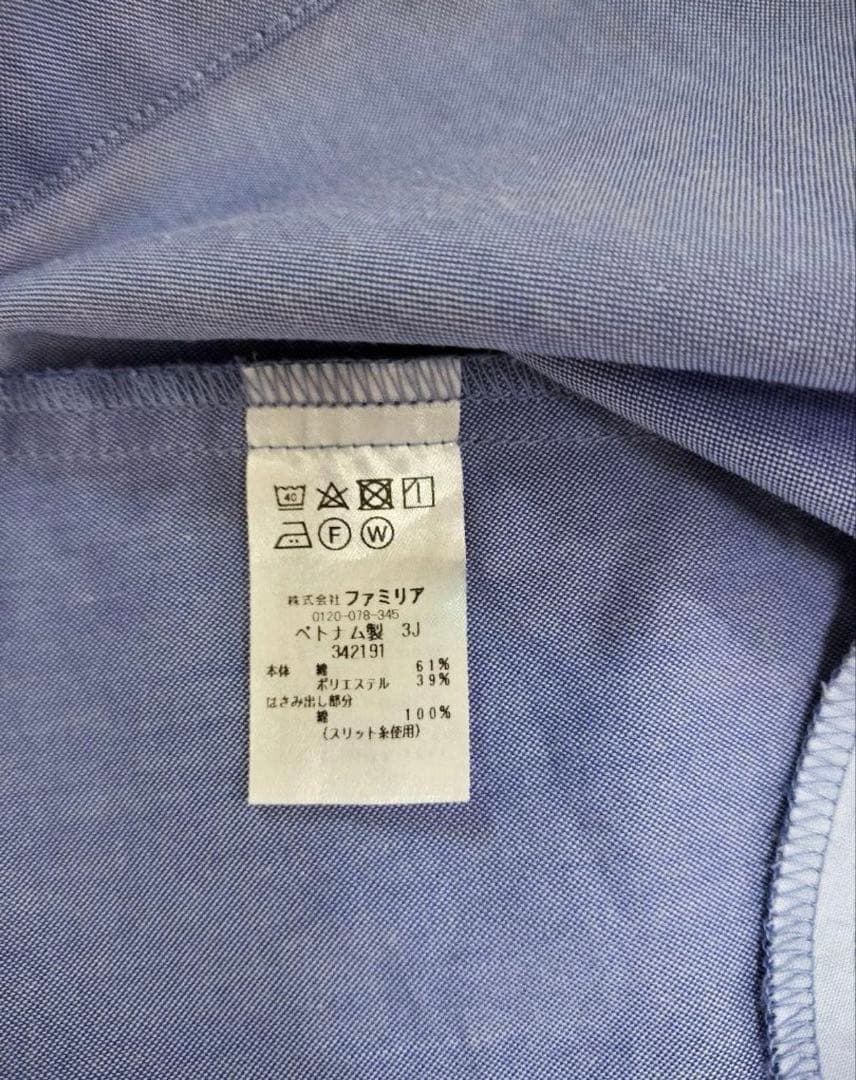 40
F W
株式会社 ファミリア
0120-078-345
ベトナム製 3J
342191
本体 綿 61%
ポリエステル 39%
はさみ出し部分
綿 100%
(スリット糸使用)